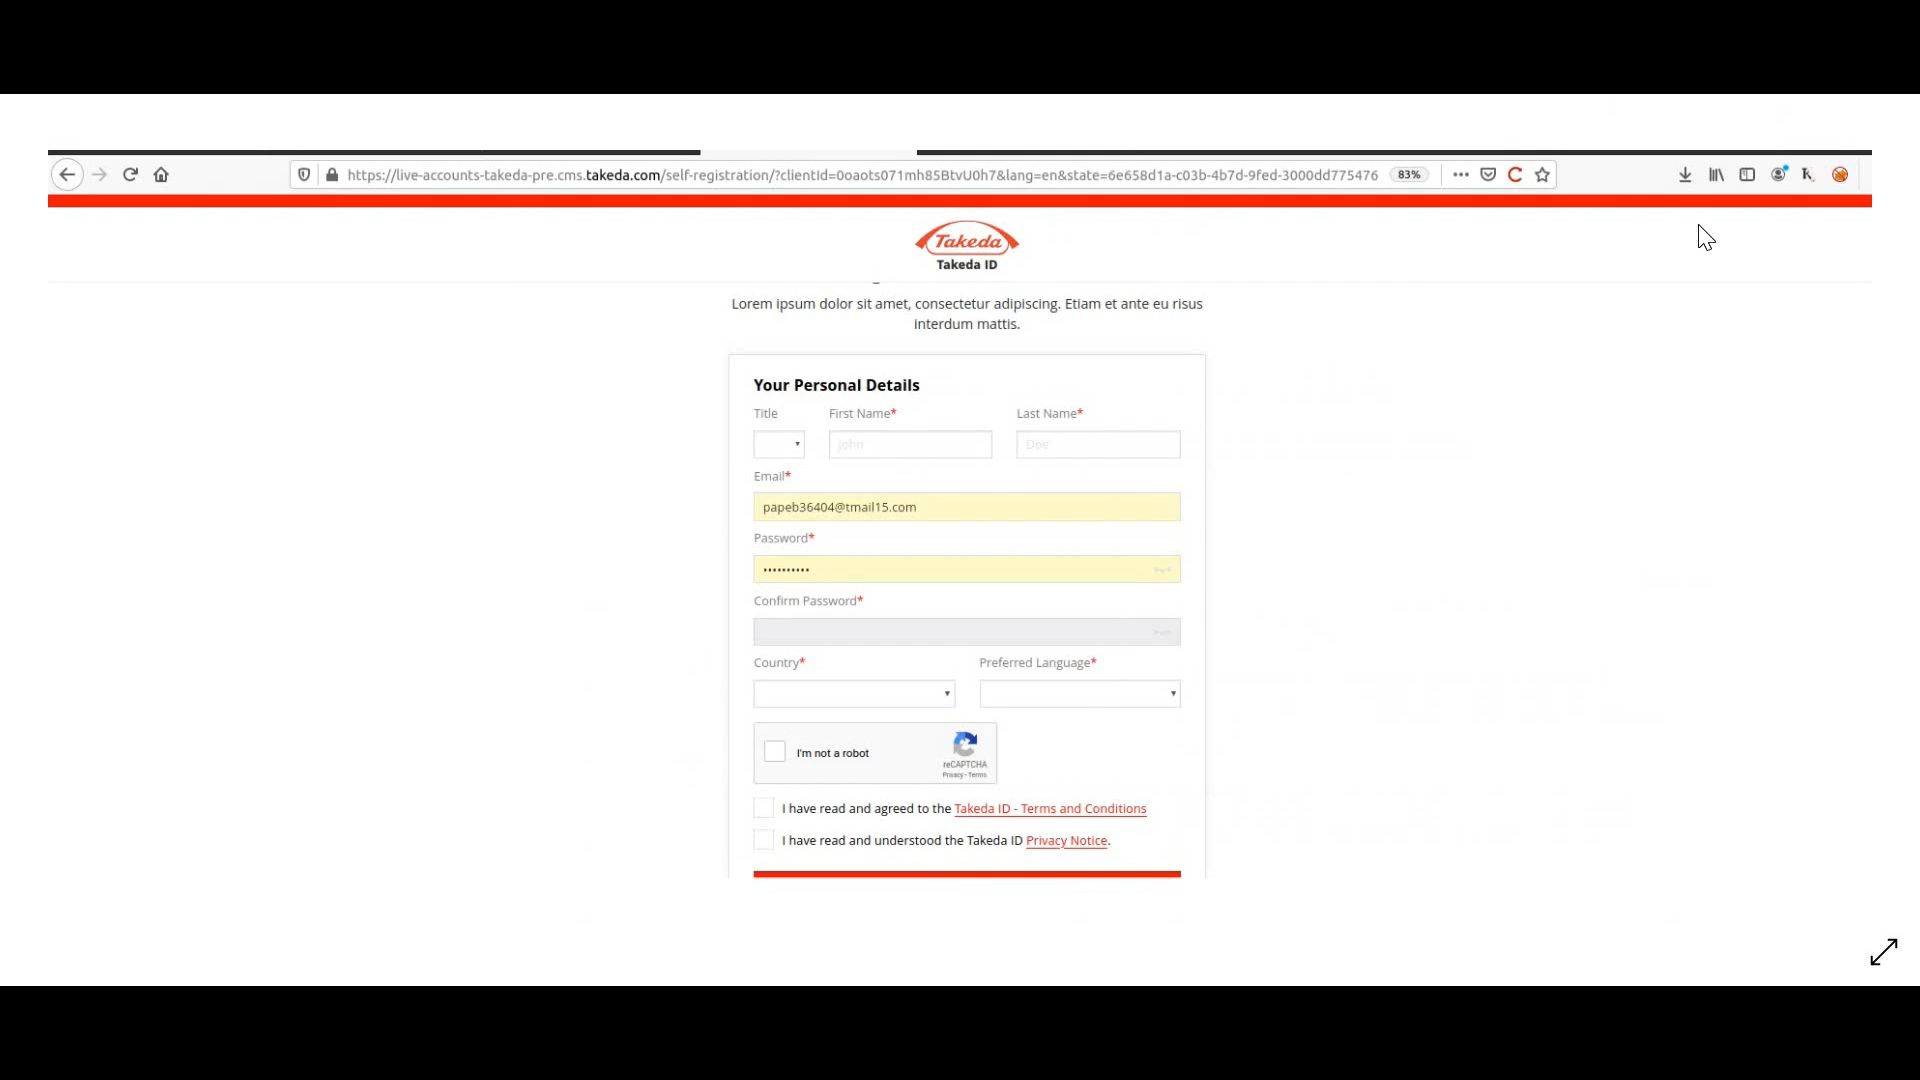 https://live-accounts-takeda-pre.cms.takeda.com/self-registration/?clientId=0oaots071mh85BtvU0h7&lang=en&state=6e658d1a-c03b-4b7d-9fed-3000dd775476
83%
Takeda
Takeda ID
Lorem ipsum dolor sit amet, consectetur adipiscing. Etiam et ante eu risus
interdum mattis.
Your Personal Details
Title First Name* Last Name*
John Doe
Email*
papeb36404@tmail15.com
Password*
••••••••••
Confirm Password*
Country* Preferred Language*
I'm not a robot
reCAPTCHA
Privacy - Terms
I have read and agreed to the Takeda ID - Terms and Conditions
I have read and understood the Takeda ID Privacy Notice.